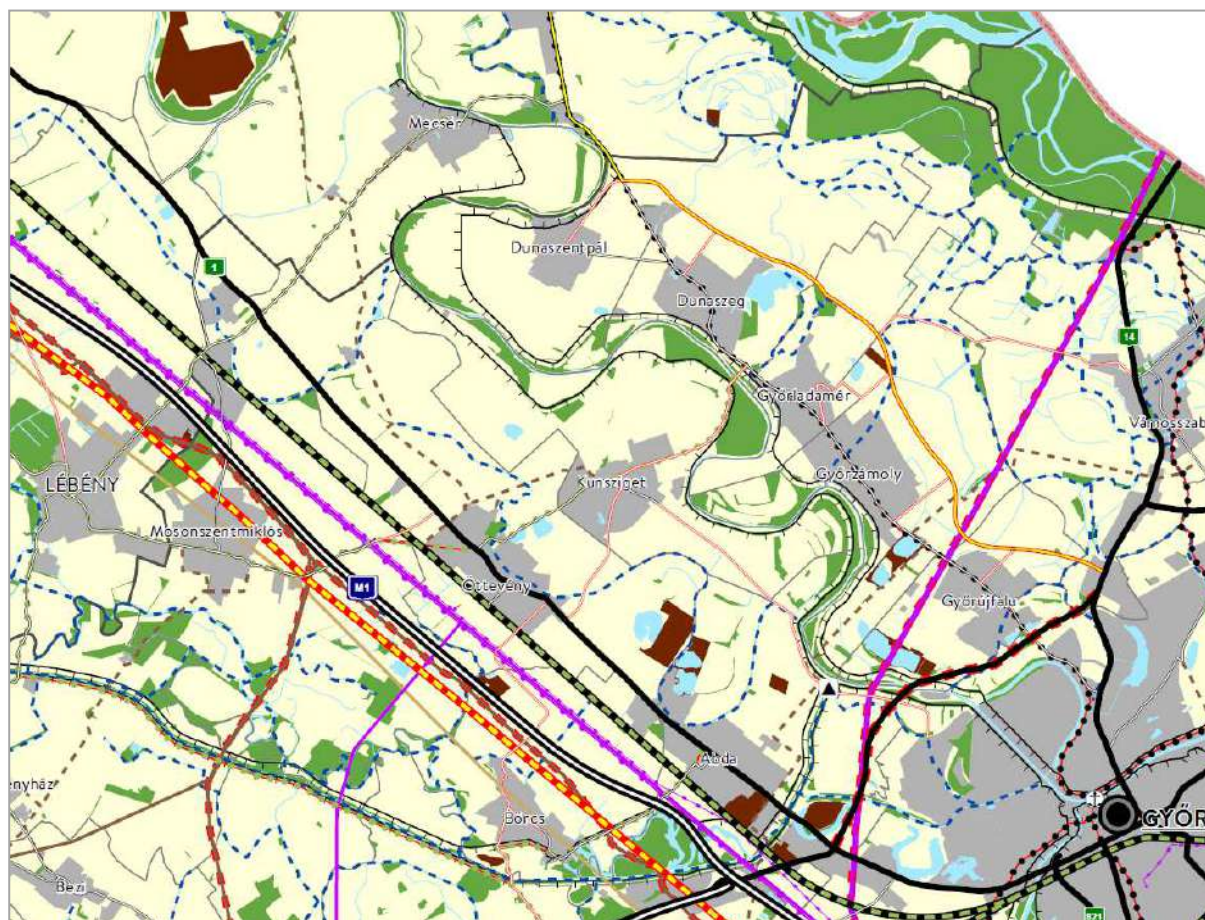 Mecsér
Dunaszentpál
1
Dunaszeg
14
Győrladamér
Vámosszab
Kunsziget
Győrzámoly
LÉBÉNY
Mosonszentmiklós
M1
Öttevény
Győrújfalu
Abda
enyház
Börcs
GYŐR
Bezi
821